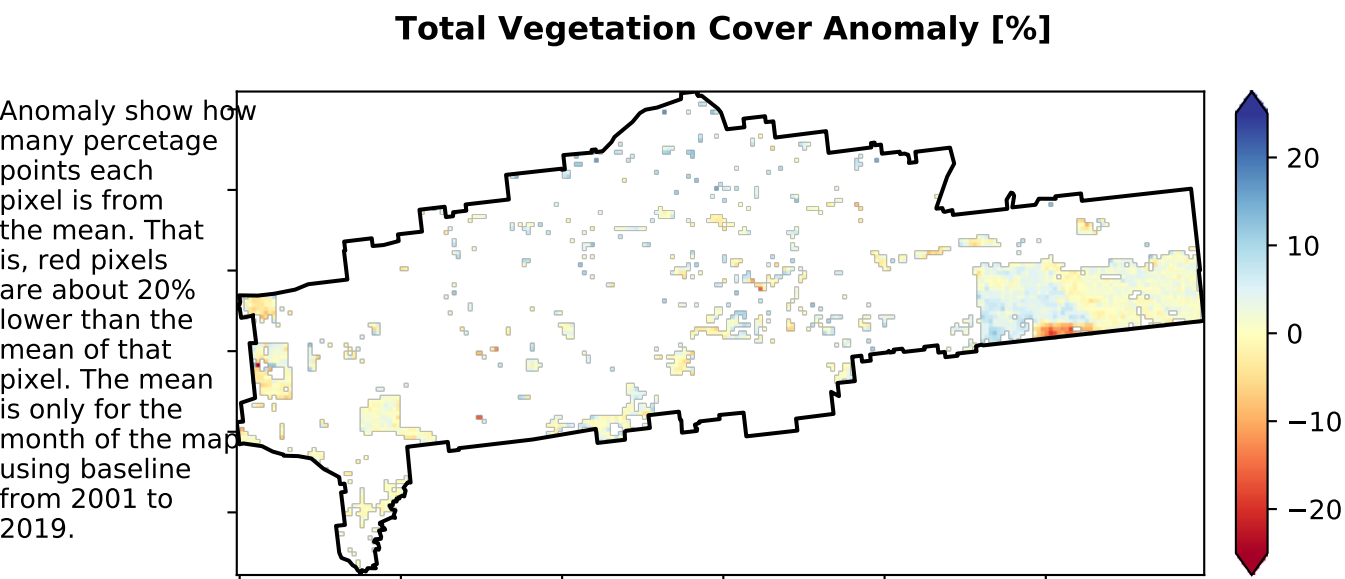 Total Vegetation Cover Anomaly [%]
Anomaly show how
many percetage
points each
pixel is from
the mean. That
is, red pixels
are about 20%
lower than the
mean of that
pixel. The mean
is only for the
month of the map
using baseline
from 2001 to
2019.
20
10
0
−10
−20